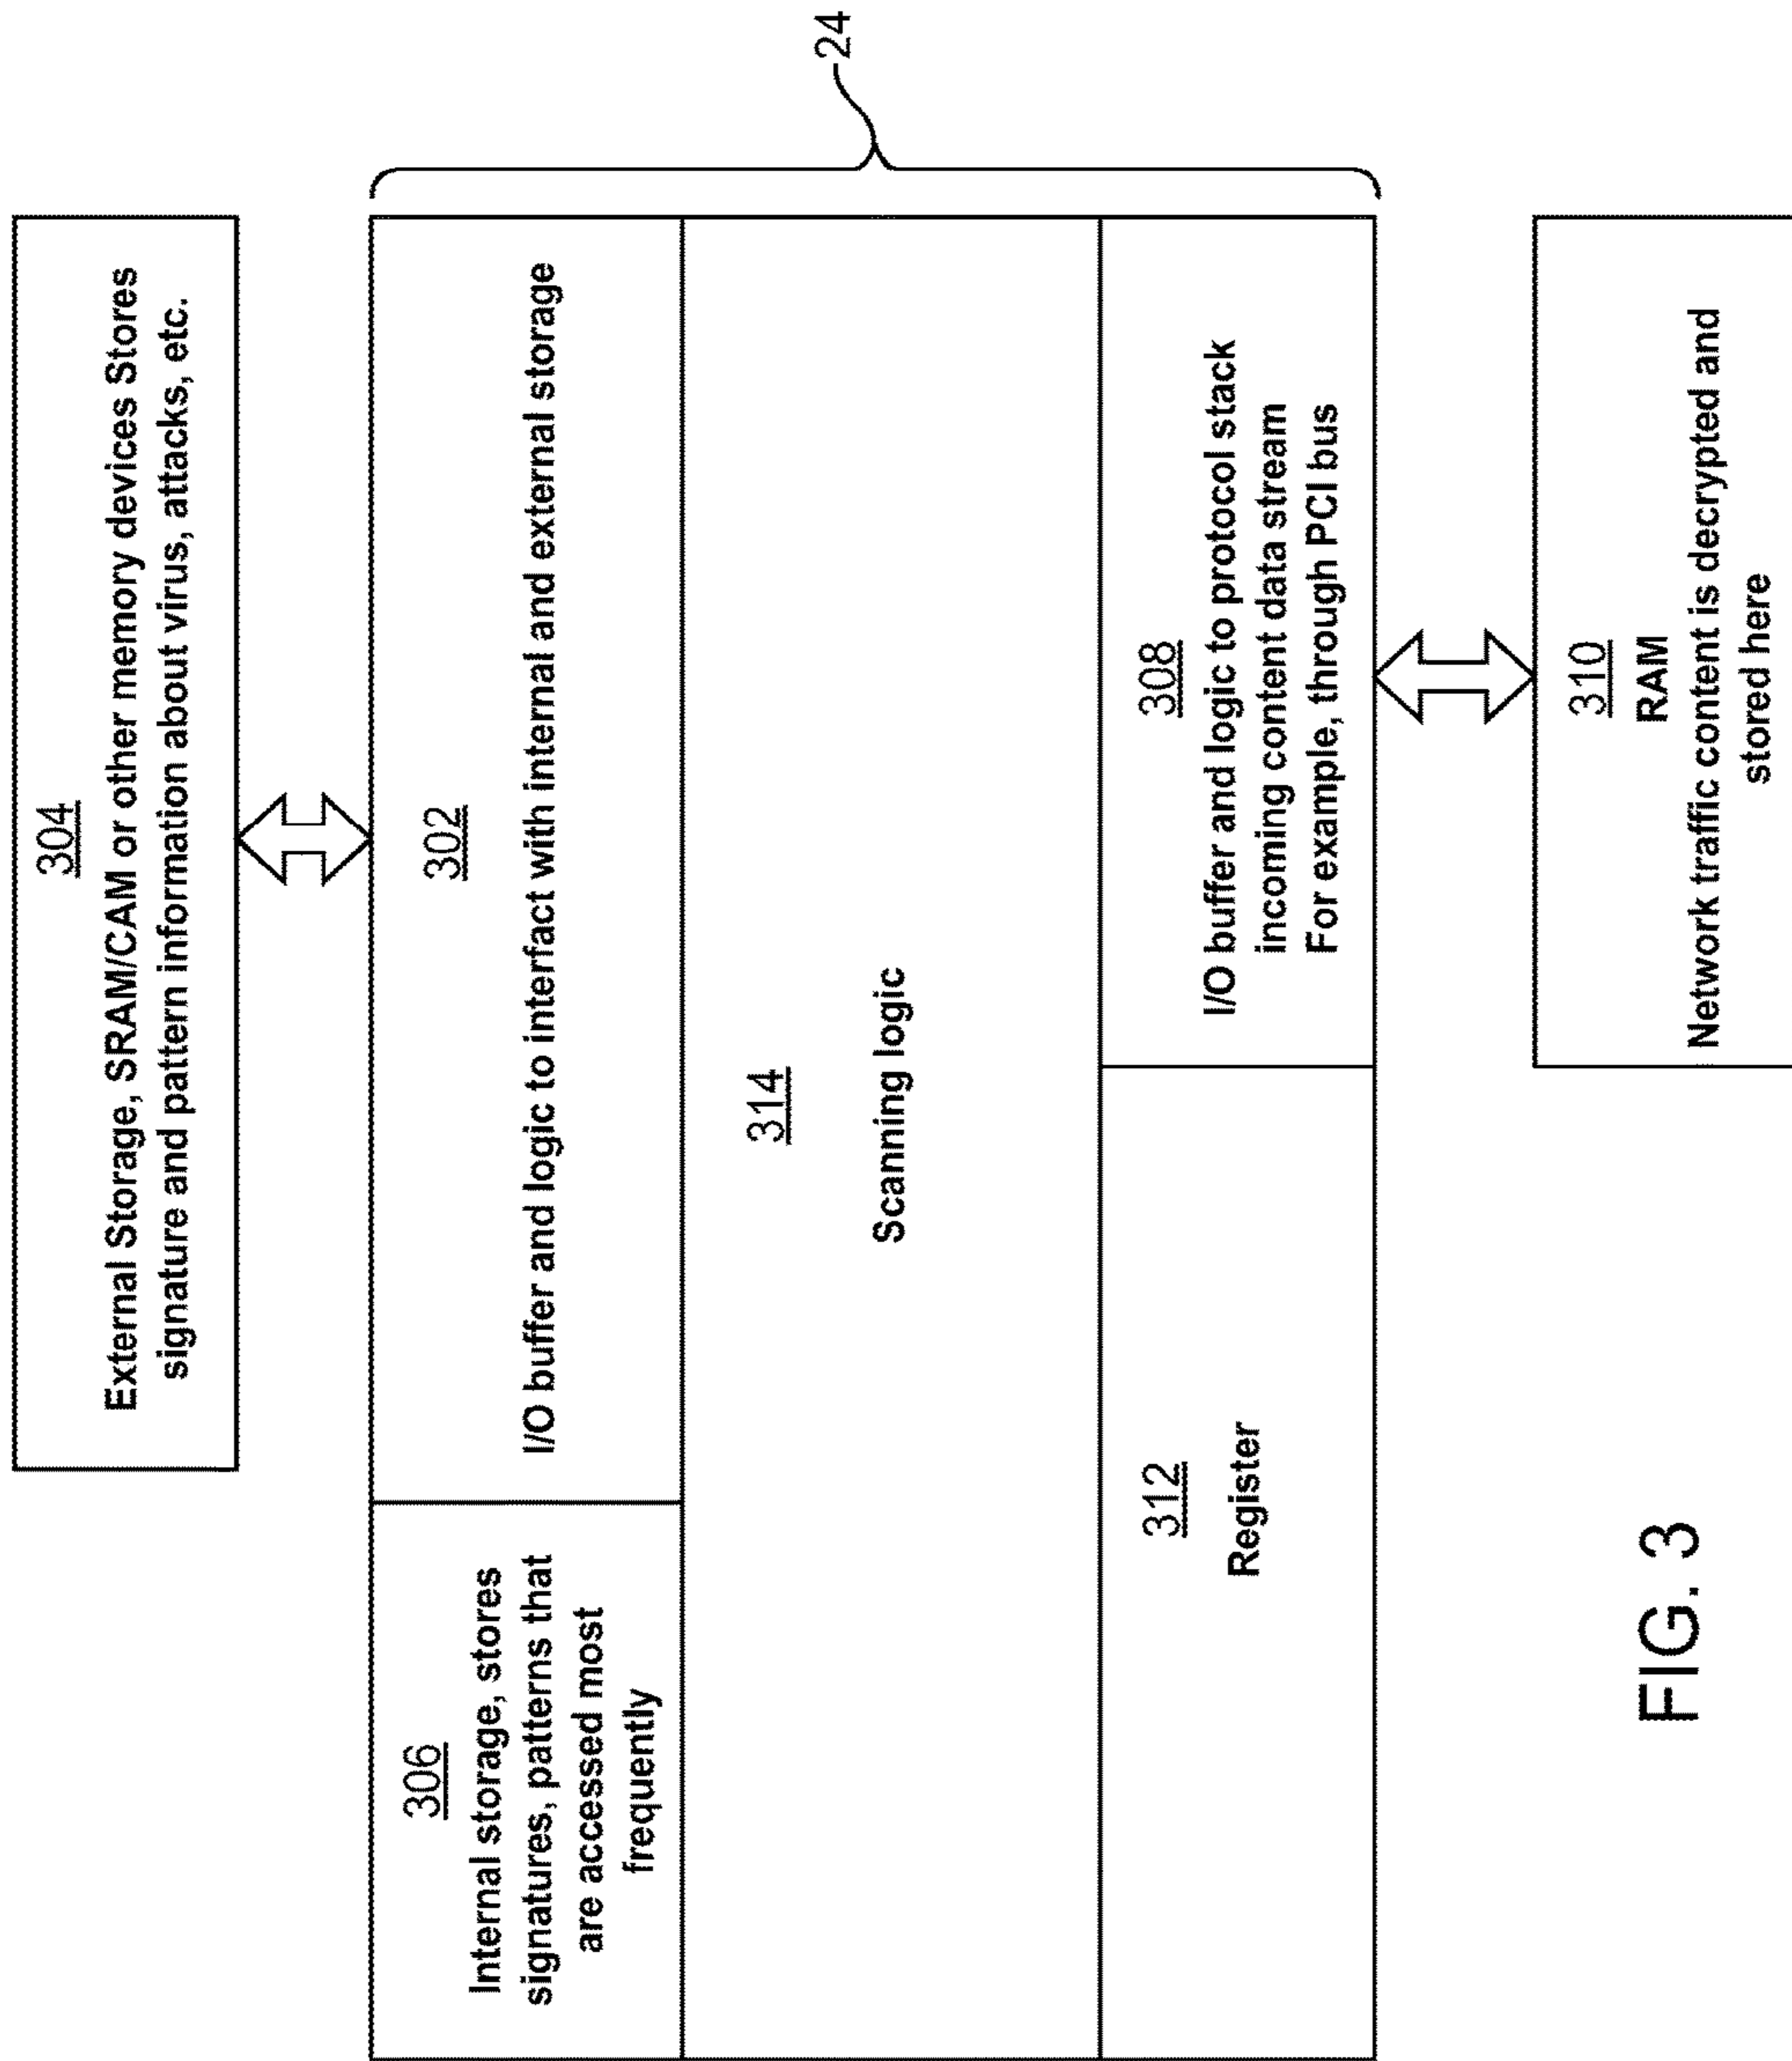 304
External Storage, SRAM/CAM or other memory devices Stores
signature and pattern information about virus, attacks, etc.
306
Internal storage, stores
signatures, patterns that
are accessed most
frequently
302
I/O buffer and logic to interfact with internal and external storage
24
314
Scanning logic
312
Register
308
I/O buffer and logic to protocol stack
incoming content data stream
For example, through PCI bus
310
RAM
Network traffic content is decrypted and
stored here
FIG. 3